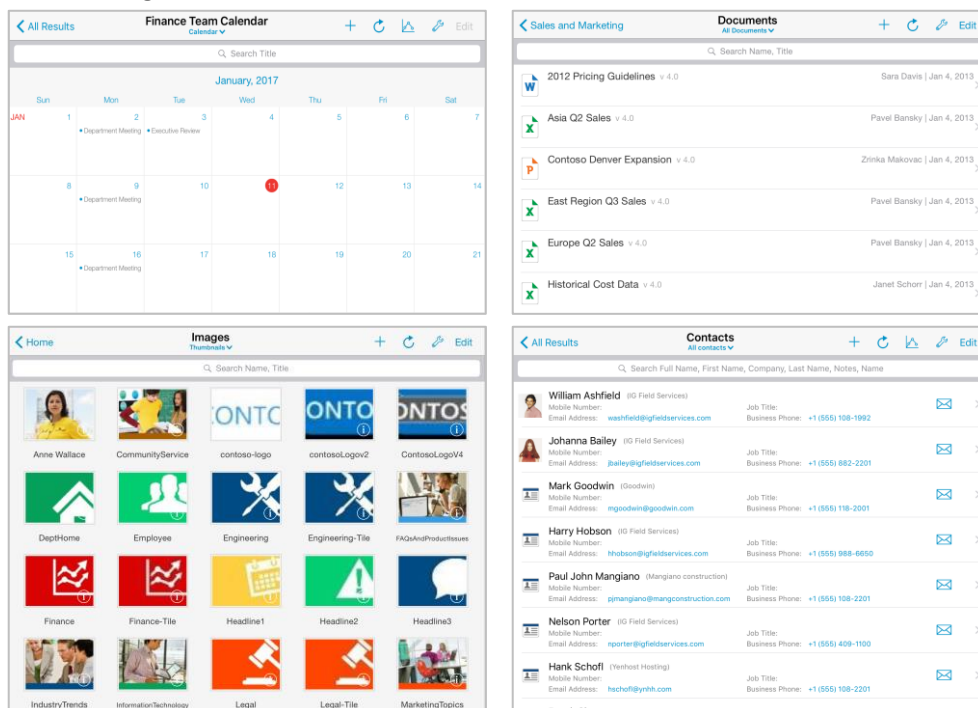 All Results
Finance Team Calendar
Calendar
Edit
Search Title
January, 2017
Sun Mon Tue Wed Thu Fri Sat
JAN 1 2 3 4 5 6 7
Department Meeting Executive Review
8 9 10 11 12 13 14
Department Meeting
15 16 17 18 19 20 21
Department Meeting
Sales and Marketing
Documents
All Documents
Edit
Search Name, Title
2012 Pricing Guidelines v 4.0 Sara Davis | Jan 4, 2013
Asia Q2 Sales v 4.0 Pavel Bansky | Jan 4, 2013
Contoso Denver Expansion v 4.0 Zrinka Makovac | Jan 4, 2013
East Region Q3 Sales v 4.0 Pavel Bansky | Jan 4, 2013
Europe Q2 Sales v 4.0 Pavel Bansky | Jan 4, 2013
Historical Cost Data v 4.0 Janet Schorr | Jan 4, 2013
Home
Images
Thumbnails
Edit
Search Name, Title
ONTC ONTO ONTOS
Anne Wallace CommunityService contoso-logo contosoLogov2 ContosoLogoV4
DeptHome Employee Engineering Engineering-Tile FAQsAndProductIssues
Finance Finance-Tile Headline1 Headline2 Headline3
IndustryTrends InformationTechnology Legal Legal-Tile MarketingTopics
All Results
Contacts
All contacts
Edit
Search Full Name, First Name, Company, Last Name, Notes, Name
William Ashfield (IG Field Services)
Mobile Number: Job Title:
Email Address: washfield@igfieldservices.com Business Phone: +1 (555) 108-1992
Johanna Bailey (IG Field Services)
Mobile Number: Job Title:
Email Address: jbailey@igfieldservices.com Business Phone: +1 (555) 882-2201
Mark Goodwin (Goodwin)
Mobile Number: Job Title:
Email Address: mgoodwin@goodwin.com Business Phone: +1 (555) 116-2001
Harry Hobson (IG Field Services)
Mobile Number: Job Title:
Email Address: hhobson@igfieldservices.com Business Phone: +1 (555) 988-6650
Paul John Mangiano (Mangiano construction)
Mobile Number: Job Title:
Email Address: pjmangiano@mangconstruction.com Business Phone: +1 (555) 108-2201
Nelson Porter (IG Field Services)
Mobile Number: Job Title:
Email Address: nporter@igfieldservices.com Business Phone: +1 (555) 409-1100
Hank Schofl (Yenhost Hosting)
Mobile Number: Job Title:
Email Address: hschofl@ynhh.com Business Phone: +1 (555) 108-2201